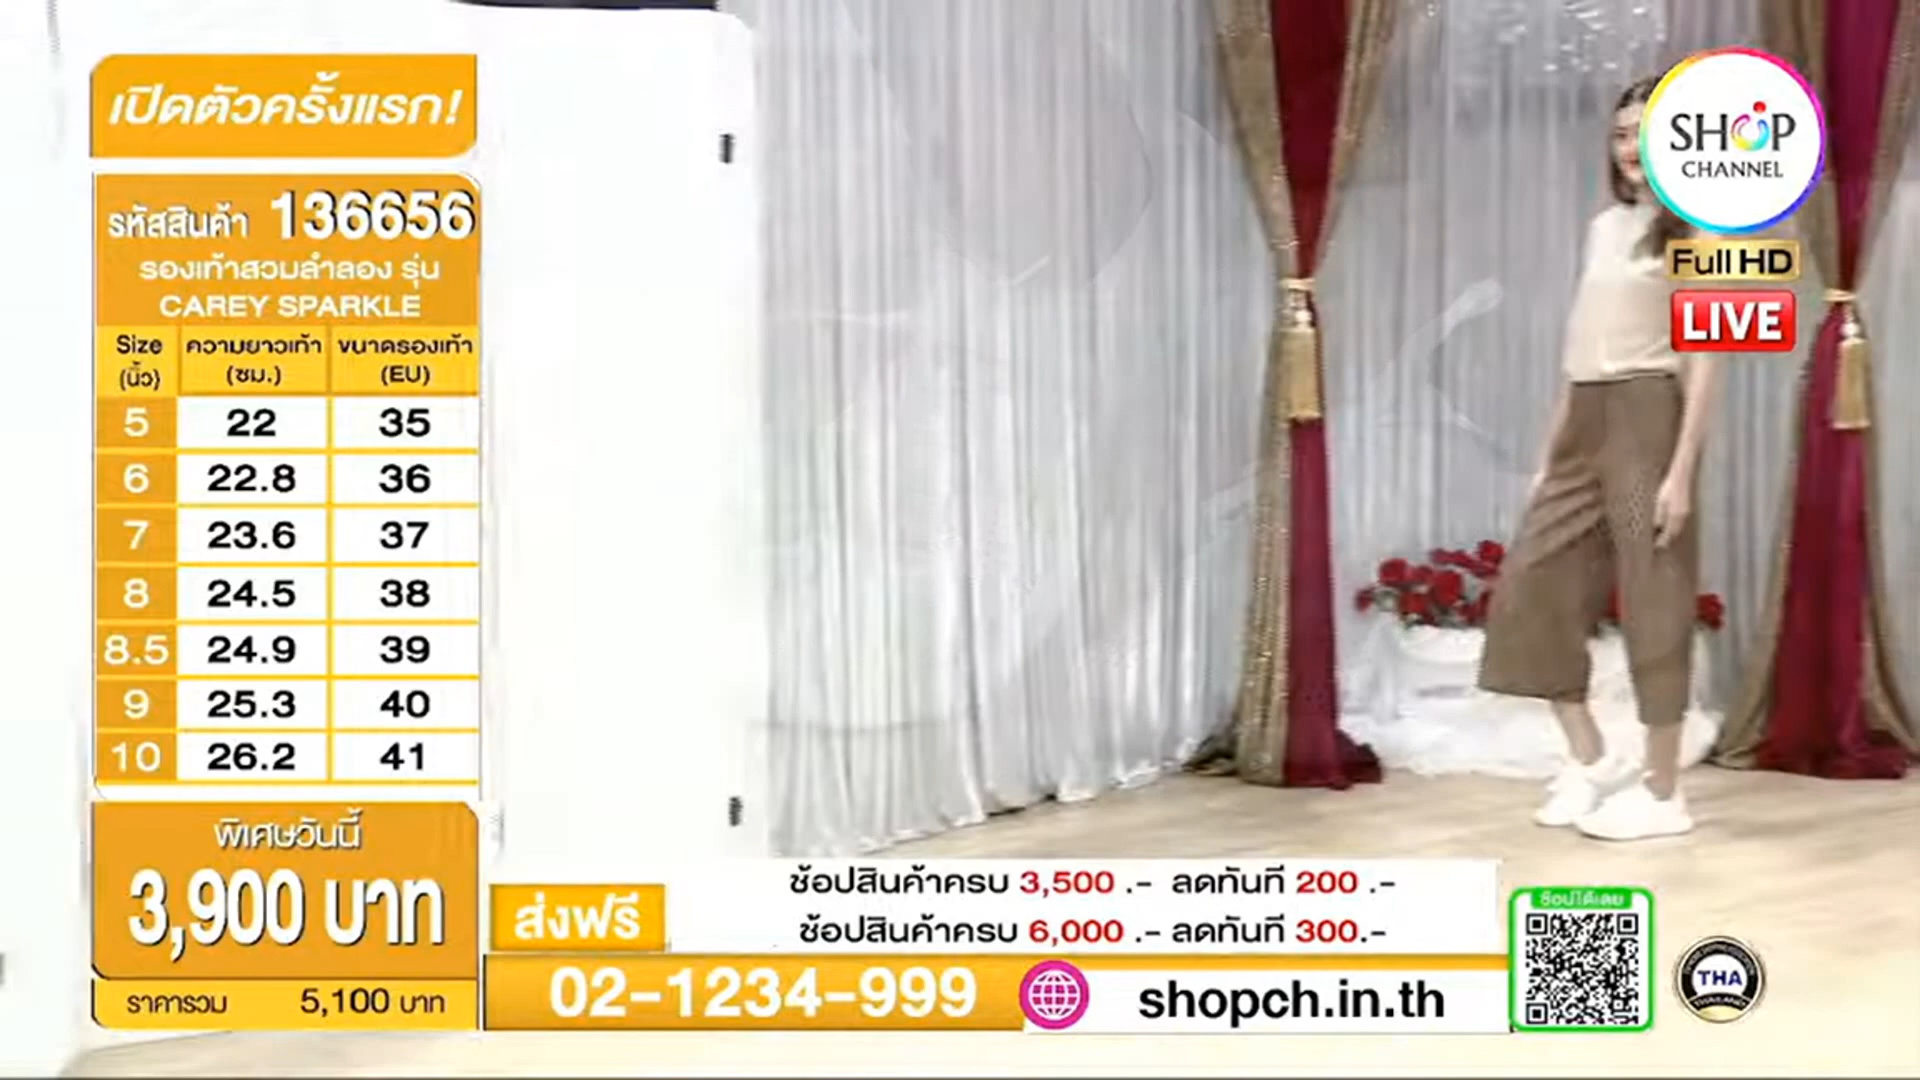 เปิดตัวครั้งแรก!
รหัสสินค้า 136656
รองเท้าสวมลำลอง รุ่น
CAREY SPARKLE
Size (นิ้ว) ความยาวเท้า (ซม.) ขนาดรองเท้า (EU)
5 22 35
6 22.8 36
7 23.6 37
8 24.5 38
8.5 24.9 39
9 25.3 40
10 26.2 41
พิเศษวันนี้
3,900 บาท
ราคารวม 5,100 บาท
ส่งฟรี
ช้อปสินค้าครบ 3,500 .- ลดทันที 200 .-
ช้อปสินค้าครบ 6,000 .- ลดทันที 300.-
02-1234-999
shopch.in.th
ช้อปได้เลย
THA
SHOP
CHANNEL
Full HD
LIVE